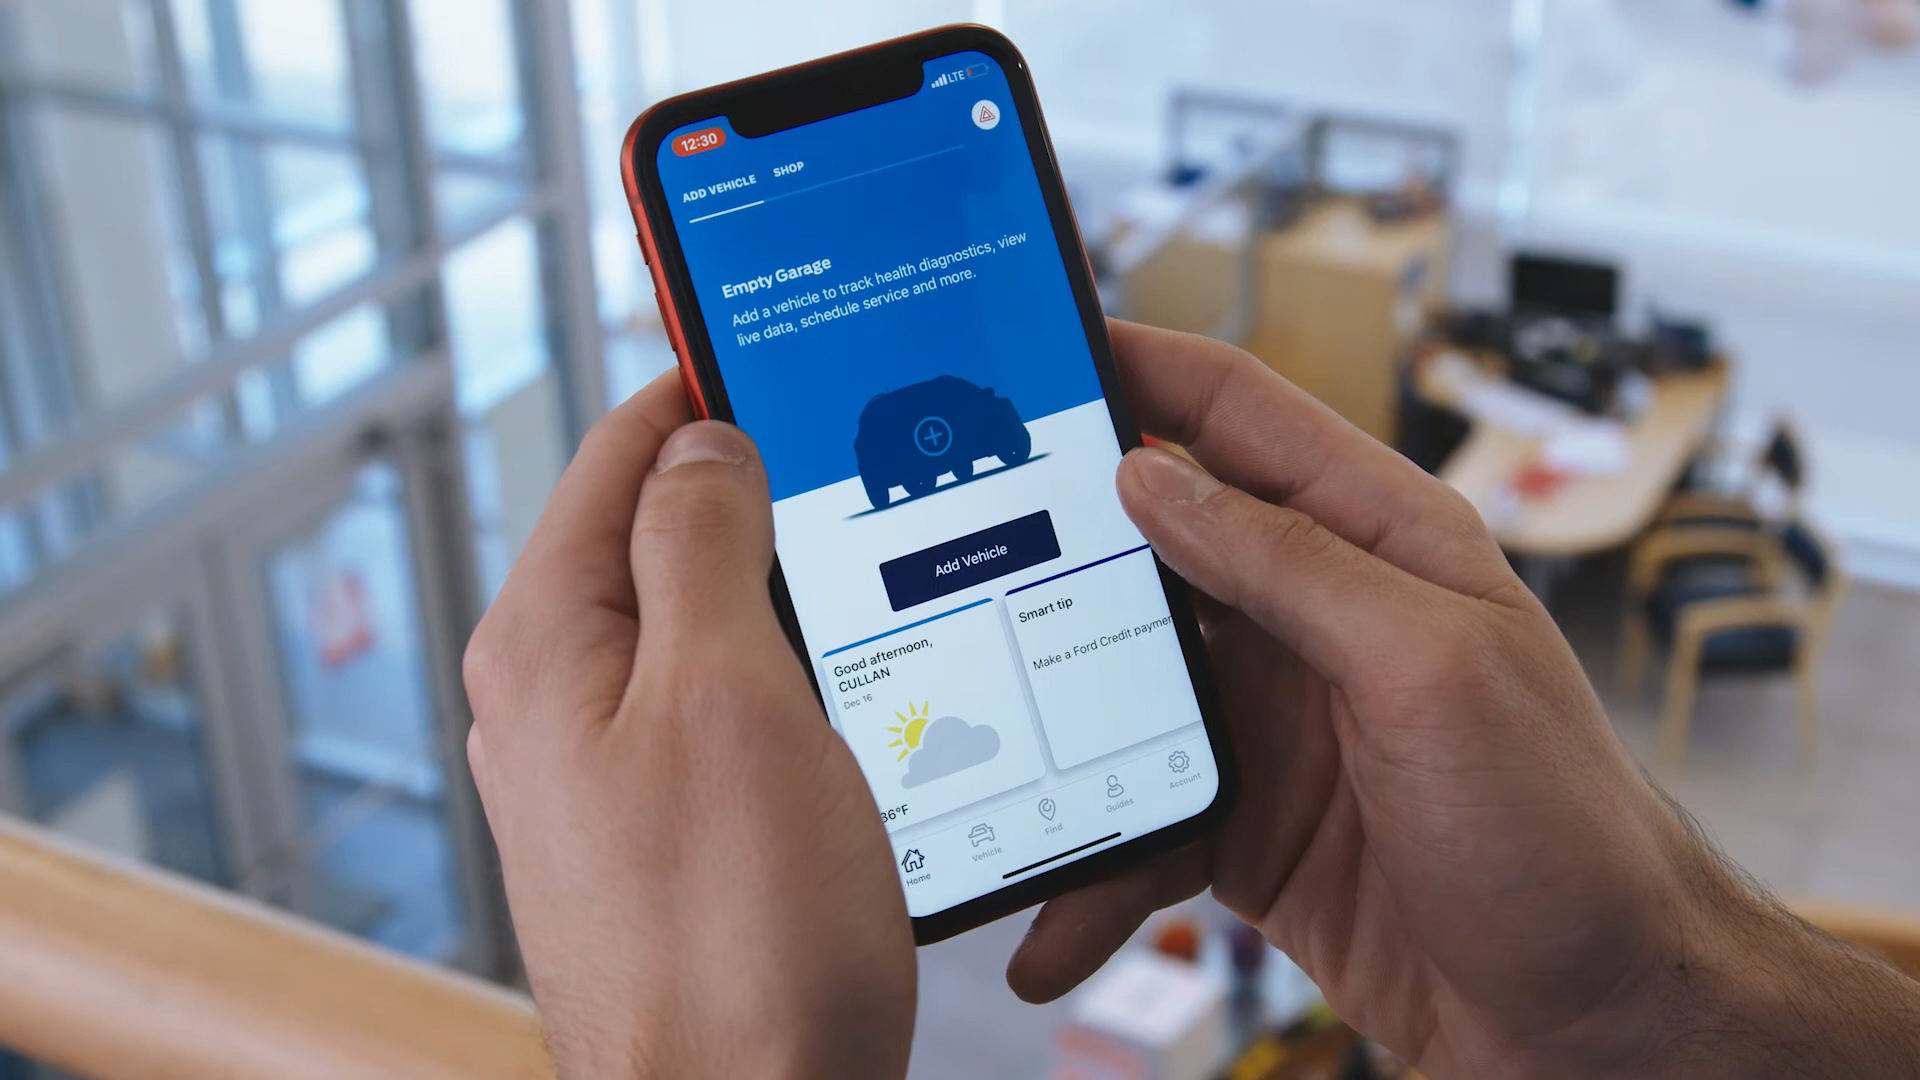 12:30
LTE
ADD VEHICLE SHOP
Empty Garage
Add a vehicle to track health diagnostics, view
live data, schedule service and more.
Add Vehicle
Good afternoon,
CULLAN
Dec 16
36°F
Smart tip
Make a Ford Credit paymen
Home
Vehicle
Find
Guides
Account